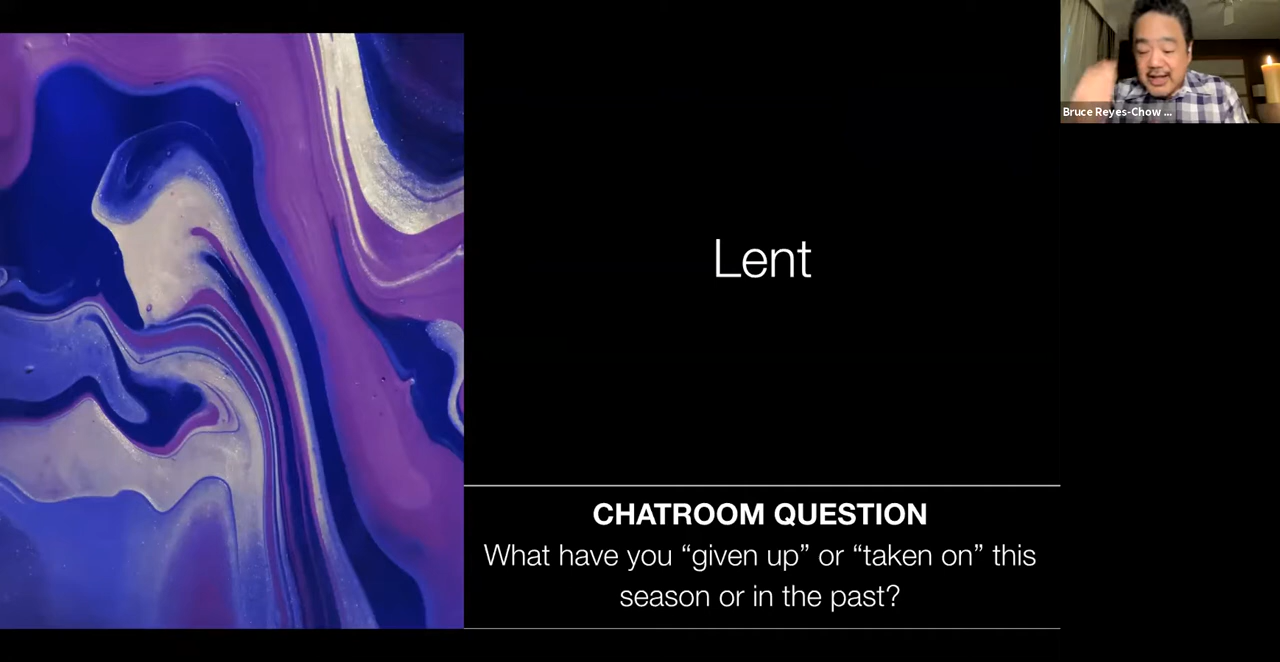 Bruce Reyes-Chow ...
Lent
CHATROOM QUESTION
What have you “given up” or “taken on” this
season or in the past?